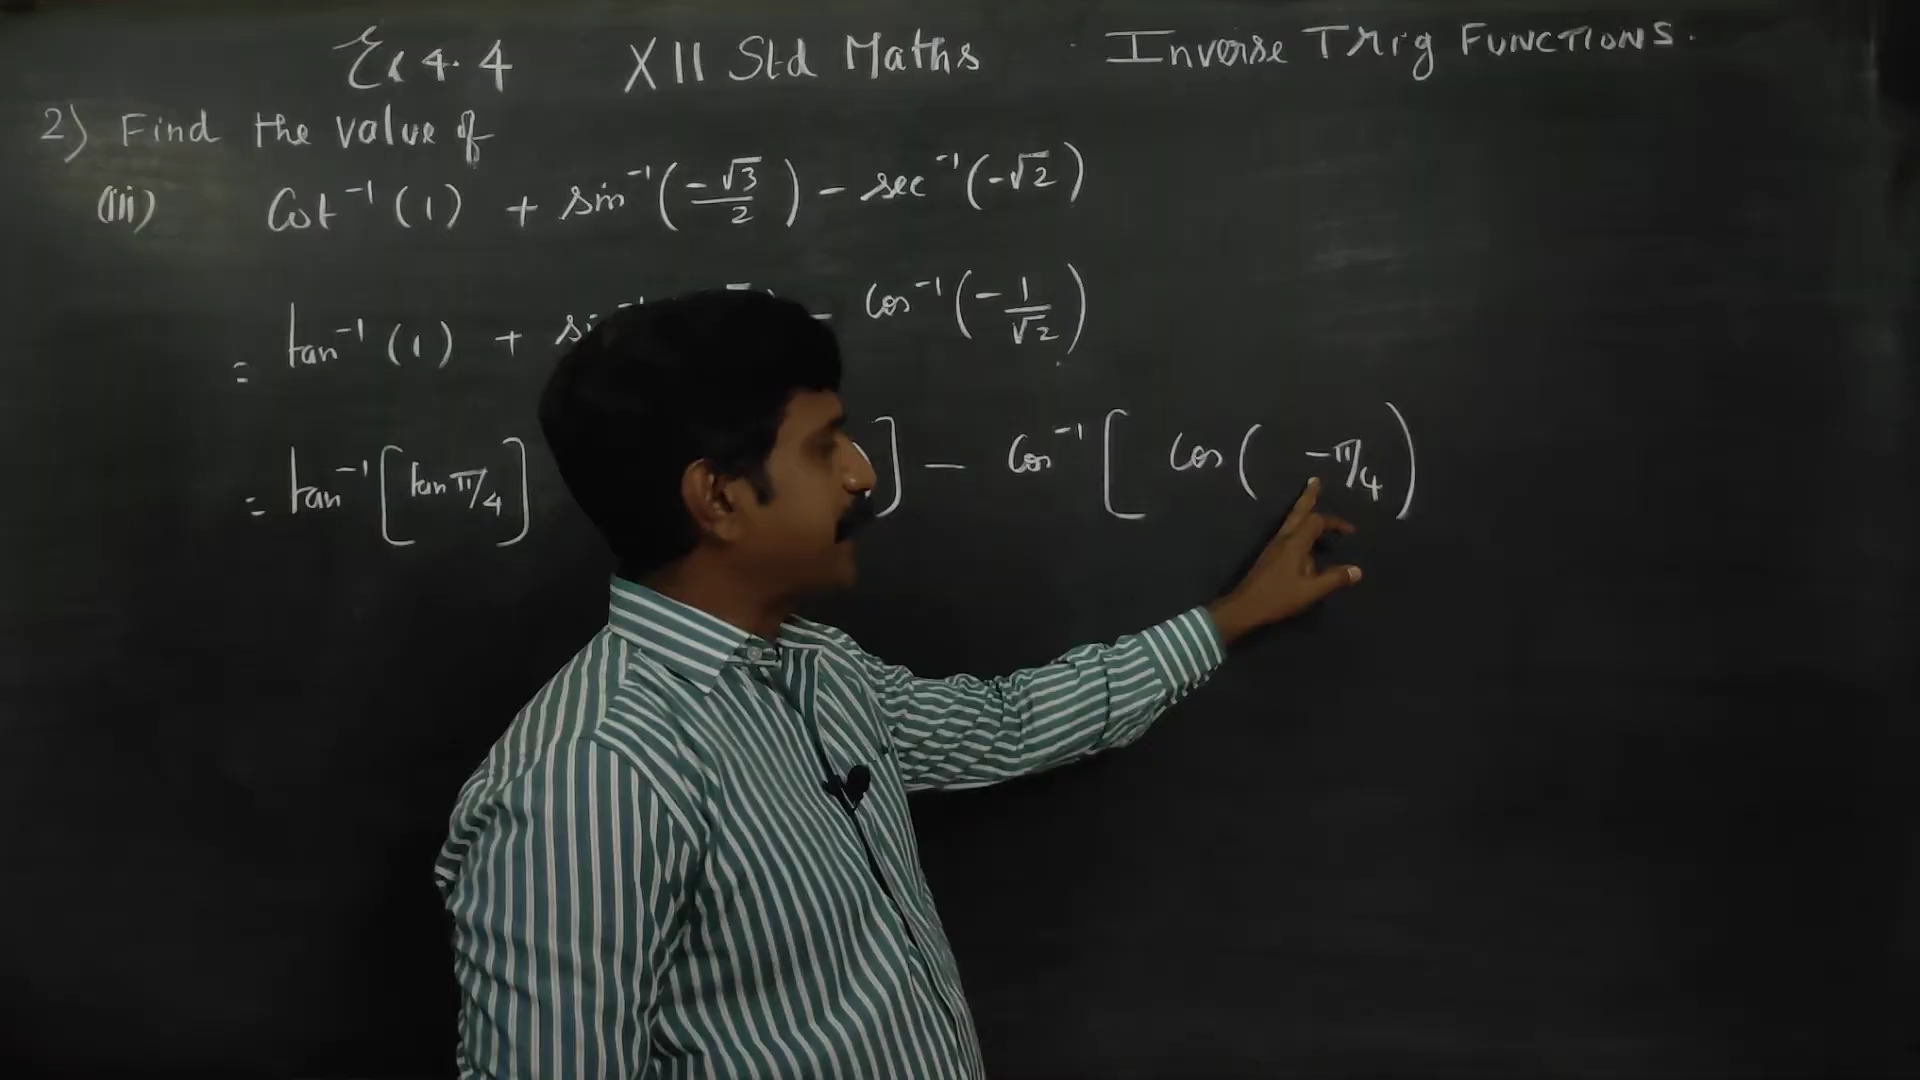 Ex 4.4 XII Std Maths Inverse Trig FUNCTIONS.
2) Find the value of
(iii) Cot⁻¹(1) + sin⁻¹(-√3/2) - sec⁻¹(-√2)
= tan⁻¹(1) + si - Cos⁻¹(-1/√2)
= tan⁻¹[tan π/4] ] - Cos⁻¹[ Cos( -π/4)